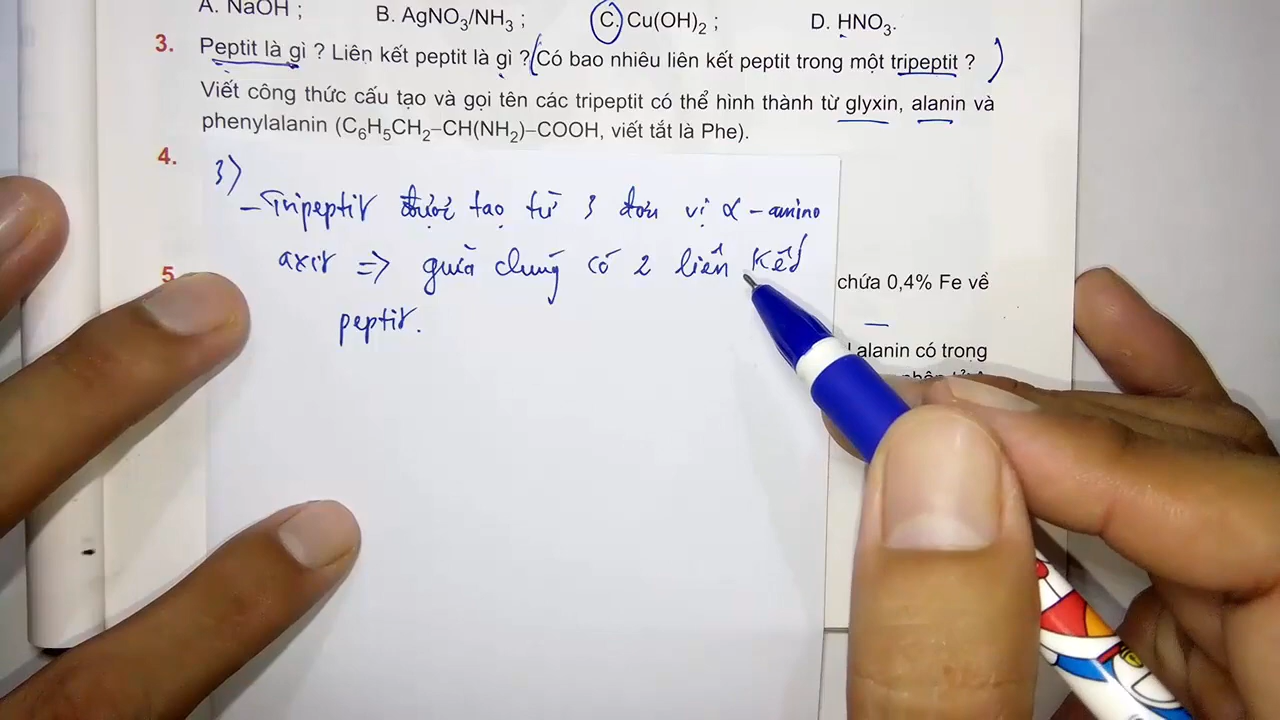 A. NaOH ; B. AgNO₃/NH₃ ; C. Cu(OH)₂ ; D. HNO₃.
3. Peptit là gì ? Liên kết peptit là gì ? (Có bao nhiêu liên kết peptit trong một tripeptit ? )
Viết công thức cấu tạo và gọi tên các tripeptit có thể hình thành từ glyxin, alanin và
phenylalanin (C₆H₅CH₂–CH(NH₂)–COOH, viết tắt là Phe).
4.
3)
- Tripeptit được tạo từ 3 đơn vị α - amino
axit => giữa chúng có 2 liên kết
peptit.
5
chứa 0,4% Fe về
alanin có trong